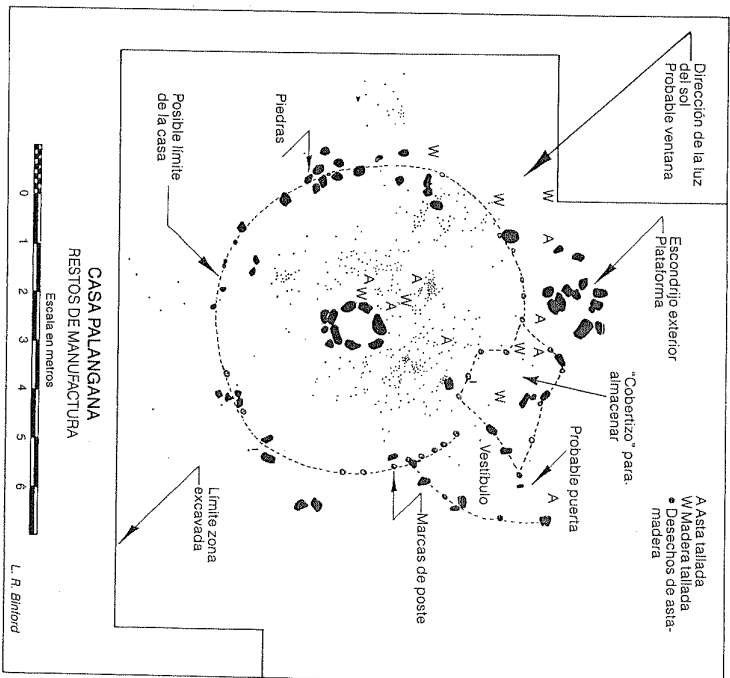 Dirección de la luz
del sol
Probable ventana
Escondrijo exterior
Plataforma
"Cobertizo" para.
almacenar
Probable puerta
A Asta tallada
W Madera tallada
Desechos de asta-
madera
W
W
W
A
W
A
A
W
A
W
A
W
A
W
A
A
Vestíbulo
Piedras
Marcas de poste
Posible límite
de la casa
Límite zona
excavada
CASA PALANGANA
RESTOS DE MANUFACTURA
Escala en metros
0 1 2 3 4 5 6
L. R. Binford